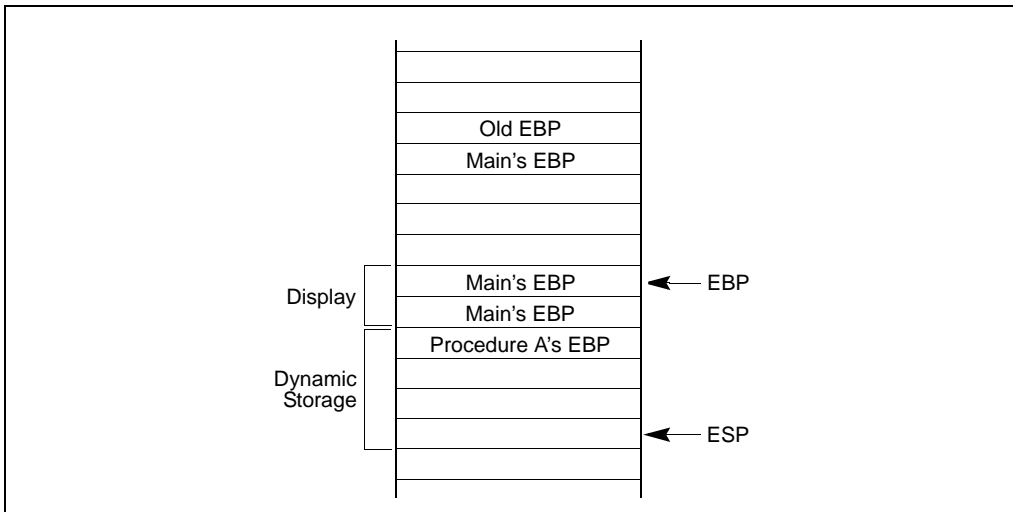 Old EBP
Main's EBP
Main's EBP
EBP
Display
Main's EBP
Procedure A's EBP
Dynamic
Storage
ESP